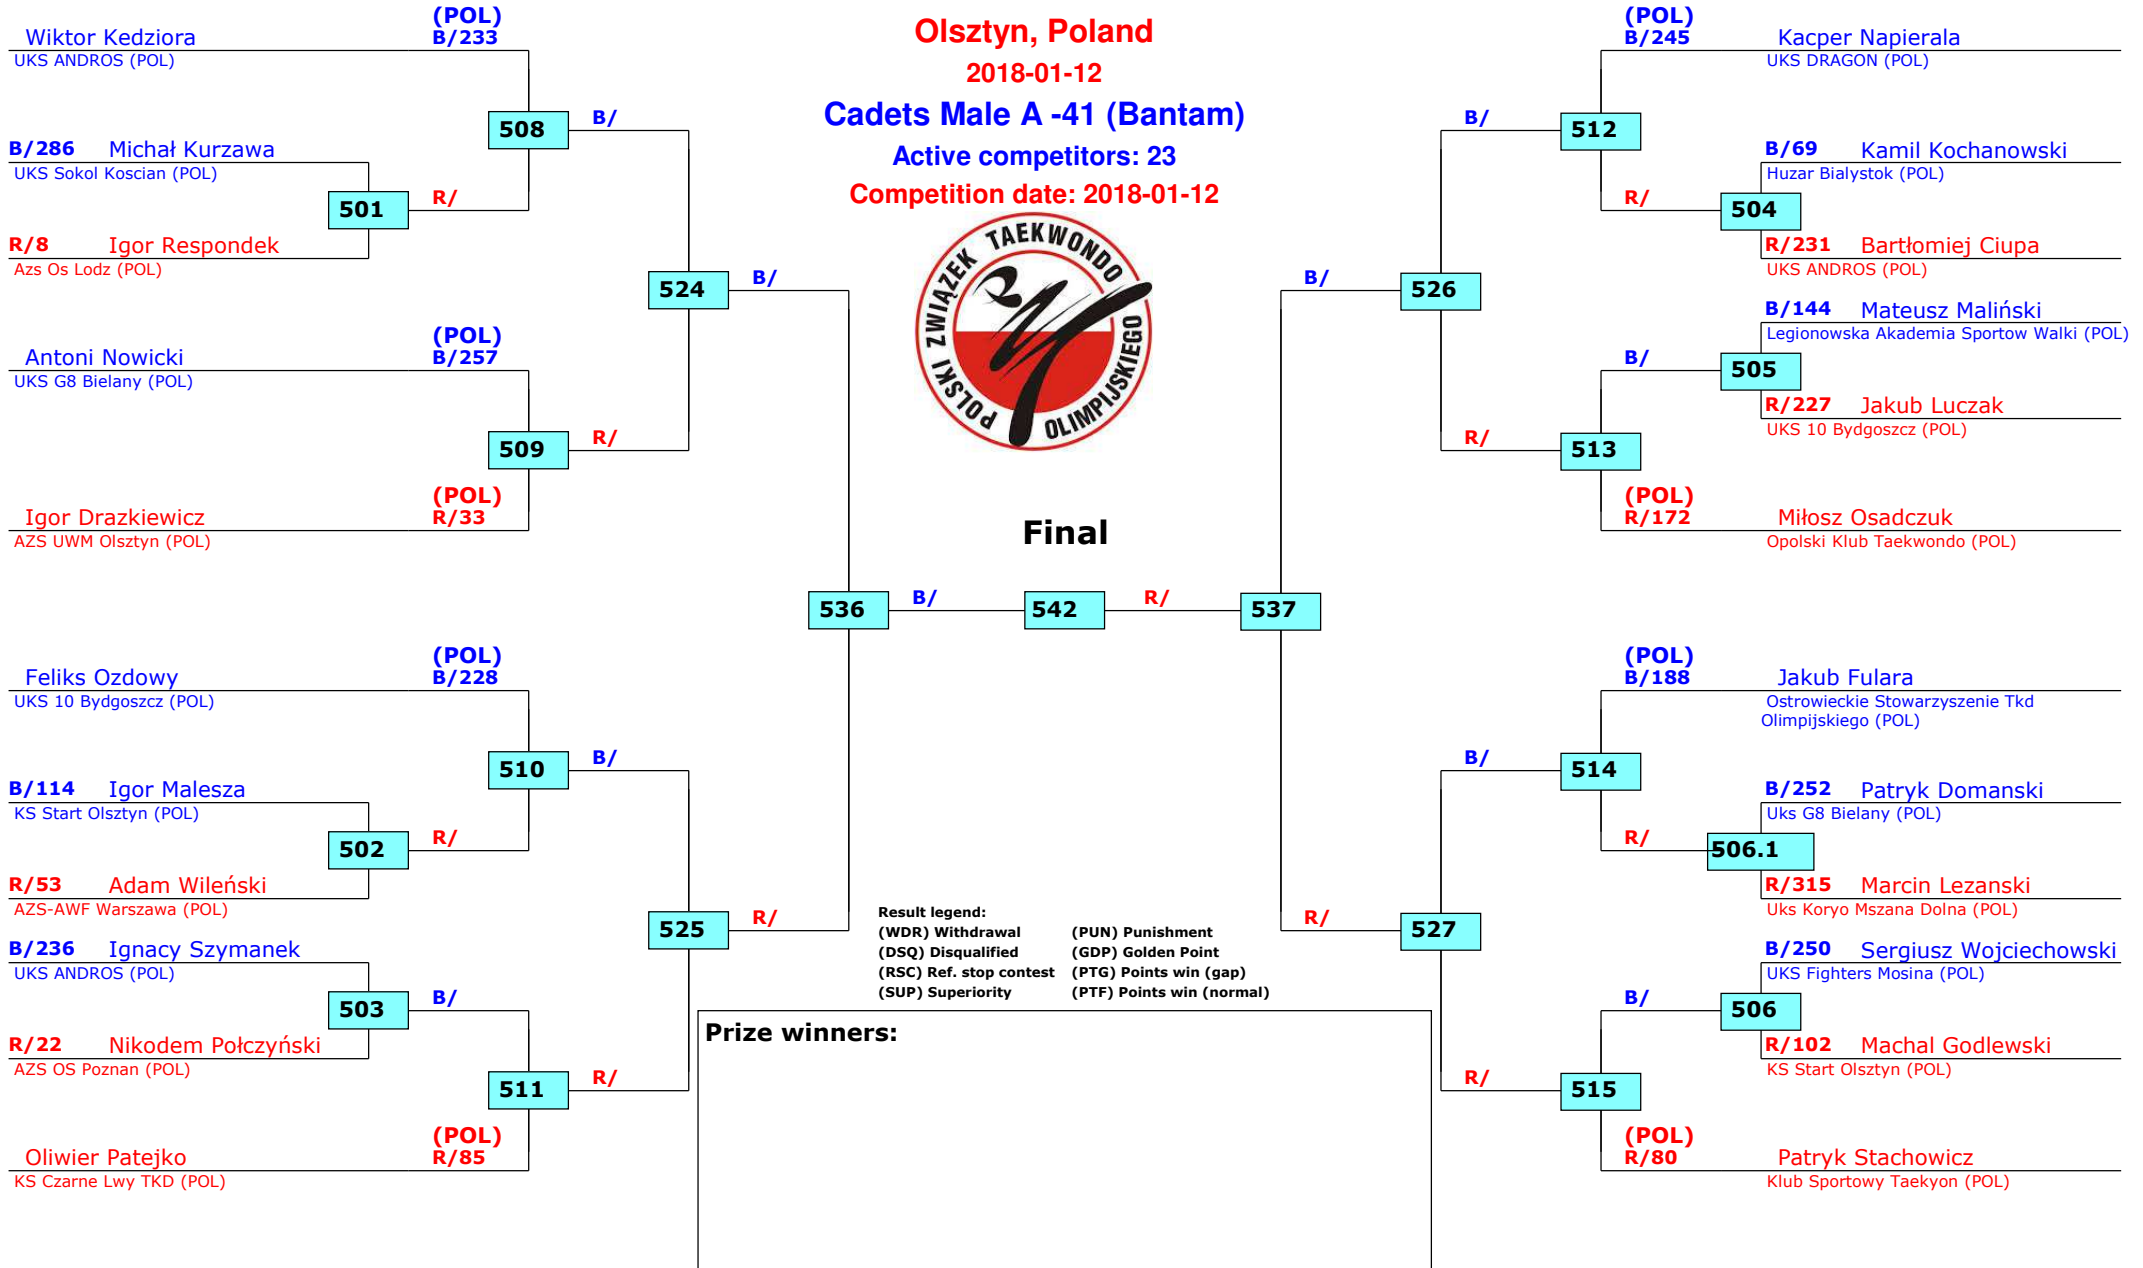 Olsztyn, Poland
2018-01-12
Cadets Male A -41 (Bantam)
Active competitors: 23
Competition date: 2018-01-12
POLSKI ZWIĄZEK TAEKWONDO OLIMPIJSKIEGO
(POL)
Wiktor Kedziora B/233
UKS ANDROS (POL)
508 B/
B/286 Michał Kurzawa
UKS Sokol Koscian (POL)
501 R/
R/8 Igor Respondek
Azs Os Lodz (POL)
524 B/
(POL)
Antoni Nowicki B/257
UKS G8 Bielany (POL)
509 R/
(POL)
Igor Drazkiewicz R/33
AZS UWM Olsztyn (POL)
Final
536 B/ 542 R/ 537
(POL)
Feliks Ozdowy B/228
UKS 10 Bydgoszcz (POL)
510 B/
B/114 Igor Malesza
KS Start Olsztyn (POL)
502 R/
R/53 Adam Wileński
AZS-AWF Warszawa (POL)
525 R/
B/236 Ignacy Szymanek
UKS ANDROS (POL)
503 B/
R/22 Nikodem Połczyński
AZS OS Poznan (POL)
511 R/
(POL)
Oliwier Patejko R/85
KS Czarne Lwy TKD (POL)
(POL)
B/245 Kacper Napierala
UKS DRAGON (POL)
B/ 512
B/69 Kamil Kochanowski
Huzar Bialystok (POL)
R/ 504
R/231 Bartłomiej Ciupa
UKS ANDROS (POL)
B/ 526
B/144 Mateusz Maliński
Legionowska Akademia Sportow Walki (POL)
B/ 505
R/227 Jakub Luczak
UKS 10 Bydgoszcz (POL)
R/ 513
(POL)
R/172 Miłosz Osadczuk
Opolski Klub Taekwondo (POL)
(POL)
B/188 Jakub Fulara
Ostrowieckie Stowarzyszenie Tkd
Olimpijskiego (POL)
B/ 514
B/252 Patryk Domanski
Uks G8 Bielany (POL)
R/ 506.1
R/315 Marcin Lezanski
Uks Koryo Mszana Dolna (POL)
R/ 527
B/250 Sergiusz Wojciechowski
UKS Fighters Mosina (POL)
B/ 506
R/102 Machal Godlewski
KS Start Olsztyn (POL)
R/ 515
(POL)
R/80 Patryk Stachowicz
Klub Sportowy Taekyon (POL)
Result legend:
(WDR) Withdrawal (PUN) Punishment
(DSQ) Disqualified (GDP) Golden Point
(RSC) Ref. stop contest (PTG) Points win (gap)
(SUP) Superiority (PTF) Points win (normal)
Prize winners: